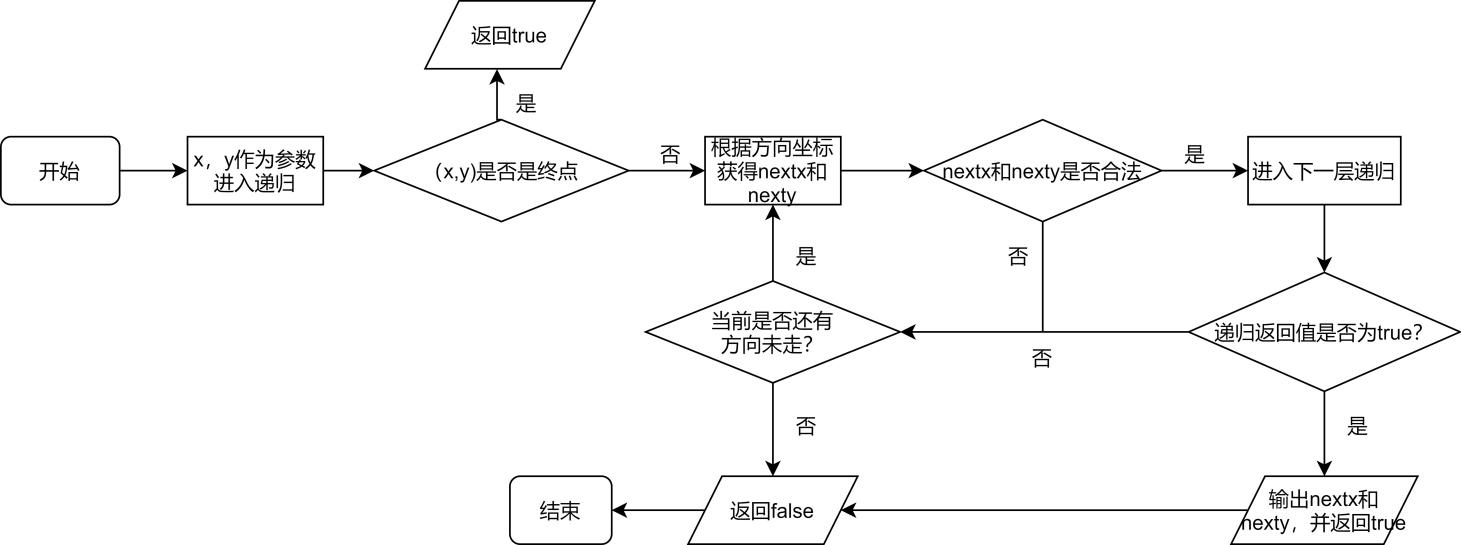 返回true
是
开始
x，y作为参数
进入递归
(x,y)是否是终点
否
根据方向坐标
获得nextx和
nexty
nextx和nexty是否合法
是
进入下一层递归
是
否
当前是否还有
方向未走？
否
递归返回值是否为true？
否
是
结束
返回false
输出nextx和
nexty，并返回true